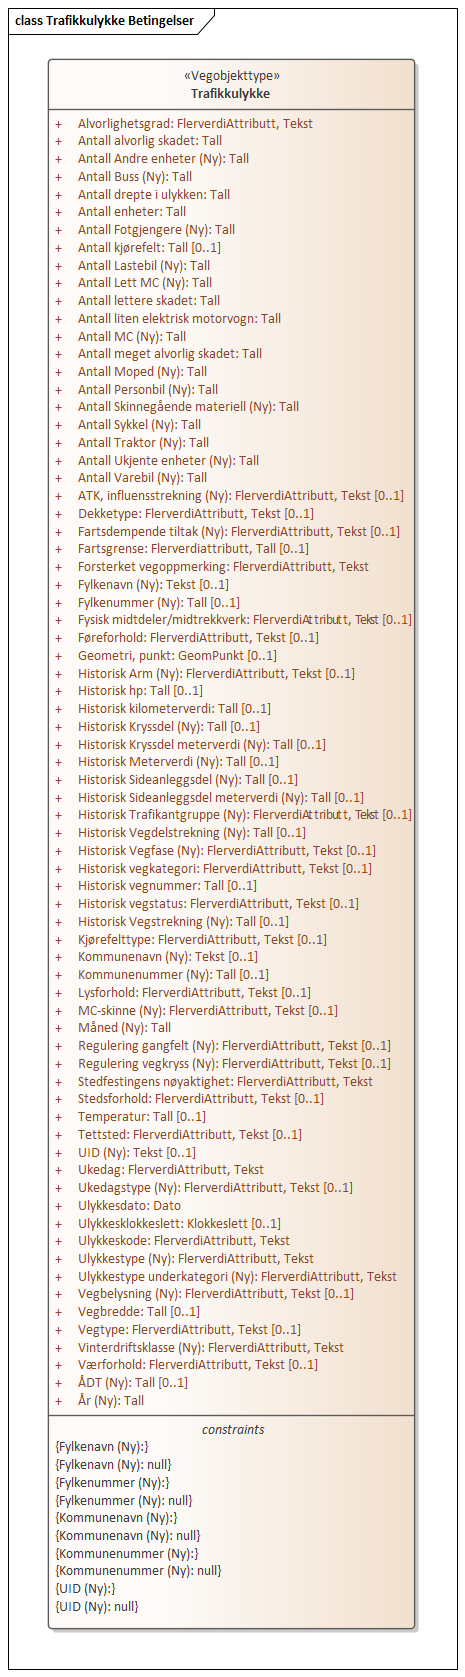 class Trafikkulykke Betingelser
«Vegobjekttype»
Trafikkulykke
+ Alvorlighetsgrad: FlerverdiAttributt, Tekst
+ Antall alvorlig skadet: Tall
+ Antall Andre enheter (Ny): Tall
+ Antall Buss (Ny): Tall
+ Antall drepte i ulykken: Tall
+ Antall enheter: Tall
+ Antall Fotgjengere (Ny): Tall
+ Antall kjørefelt: Tall [0..1]
+ Antall Lastebil (Ny): Tall
+ Antall Lett MC (Ny): Tall
+ Antall lettere skadet: Tall
+ Antall liten elektrisk motorvogn: Tall
+ Antall MC (Ny): Tall
+ Antall meget alvorlig skadet: Tall
+ Antall Moped (Ny): Tall
+ Antall Personbil (Ny): Tall
+ Antall Skinnegående materiell (Ny): Tall
+ Antall Sykkel (Ny): Tall
+ Antall Traktor (Ny): Tall
+ Antall Ukjente enheter (Ny): Tall
+ Antall Varebil (Ny): Tall
+ ATK, influensstrekning (Ny): FlerverdiAttributt, Tekst [0..1]
+ Dekketype: FlerverdiAttributt, Tekst [0..1]
+ Fartsdempende tiltak (Ny): FlerverdiAttributt, Tekst [0..1]
+ Fartsgrense: Flerverdiattributt, Tall [0..1]
+ Forsterket vegoppmerking: FlerverdiAttributt, Tekst
+ Fylkenavn (Ny): Tekst [0..1]
+ Fylkenummer (Ny): Tall [0..1]
+ Fysisk midtdeler/midtrekkverk: FlerverdiAttributt, Tekst [0..1]
+ Føreforhold: FlerverdiAttributt, Tekst [0..1]
+ Geometri, punkt: GeomPunkt [0..1]
+ Historisk Arm (Ny): FlerverdiAttributt, Tekst [0..1]
+ Historisk hp: Tall [0..1]
+ Historisk kilometerverdi: Tall [0..1]
+ Historisk Kryssdel (Ny): Tall [0..1]
+ Historisk Kryssdel meterverdi (Ny): Tall [0..1]
+ Historisk Meterverdi (Ny): Tall [0..1]
+ Historisk Sideanleggsdel (Ny): Tall [0..1]
+ Historisk Sideanleggsdel meterverdi (Ny): Tall [0..1]
+ Historisk Trafikantgruppe (Ny): FlerverdiAttributt, Tekst [0..1]
+ Historisk Vegdelstrekning (Ny): Tall [0..1]
+ Historisk Vegfase (Ny): FlerverdiAttributt, Tekst [0..1]
+ Historisk vegkategori: FlerverdiAttributt, Tekst [0..1]
+ Historisk vegnummer: Tall [0..1]
+ Historisk vegstatus: FlerverdiAttributt, Tekst [0..1]
+ Historisk Vegstrekning (Ny): Tall [0..1]
+ Kjørefelttype: FlerverdiAttributt, Tekst [0..1]
+ Kommunenavn (Ny): Tekst [0..1]
+ Kommunenummer (Ny): Tall [0..1]
+ Lysforhold: FlerverdiAttributt, Tekst [0..1]
+ MC-skinne (Ny): FlerverdiAttributt, Tekst [0..1]
+ Måned (Ny): Tall
+ Regulering gangfelt (Ny): FlerverdiAttributt, Tekst [0..1]
+ Regulering vegkryss (Ny): FlerverdiAttributt, Tekst [0..1]
+ Stedfestingens nøyaktighet: FlerverdiAttributt, Tekst
+ Stedsforhold: FlerverdiAttributt, Tekst [0..1]
+ Temperatur: Tall [0..1]
+ Tettsted: FlerverdiAttributt, Tekst [0..1]
+ UID (Ny): Tekst [0..1]
+ Ukedag: FlerverdiAttributt, Tekst
+ Ukedagstype (Ny): FlerverdiAttributt, Tekst [0..1]
+ Ulykkesdato: Dato
+ Ulykkesklokkeslett: Klokkeslett [0..1]
+ Ulykkeskode: FlerverdiAttributt, Tekst
+ Ulykkestype (Ny): FlerverdiAttributt, Tekst
+ Ulykkestype underkategori (Ny): FlerverdiAttributt, Tekst
+ Vegbelysning (Ny): FlerverdiAttributt, Tekst [0..1]
+ Vegbredde: Tall [0..1]
+ Vegtype: FlerverdiAttributt, Tekst [0..1]
+ Vinterdriftsklasse (Ny): FlerverdiAttributt, Tekst
+ Værforhold: FlerverdiAttributt, Tekst [0..1]
+ ÅDT (Ny): Tall [0..1]
+ År (Ny): Tall
constraints
{Fylkenavn (Ny):}
{Fylkenavn (Ny): null}
{Fylkenummer (Ny):}
{Fylkenummer (Ny): null}
{Kommunenavn (Ny):}
{Kommunenavn (Ny): null}
{Kommunenummer (Ny):}
{Kommunenummer (Ny): null}
{UID (Ny):}
{UID (Ny): null}